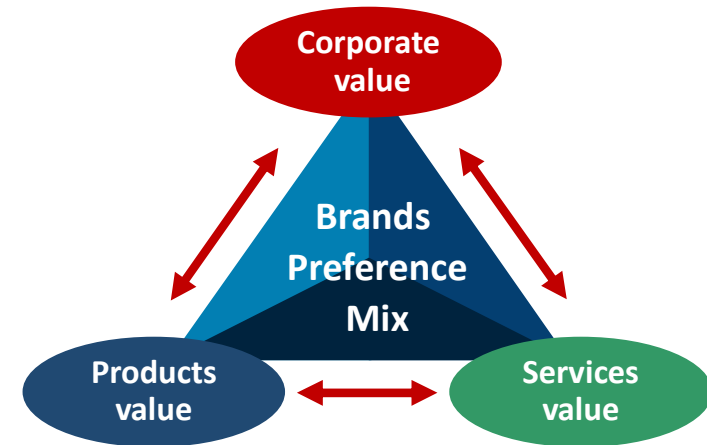 Corporate
value
Brands
Preference
Mix
Products
value
Services
value